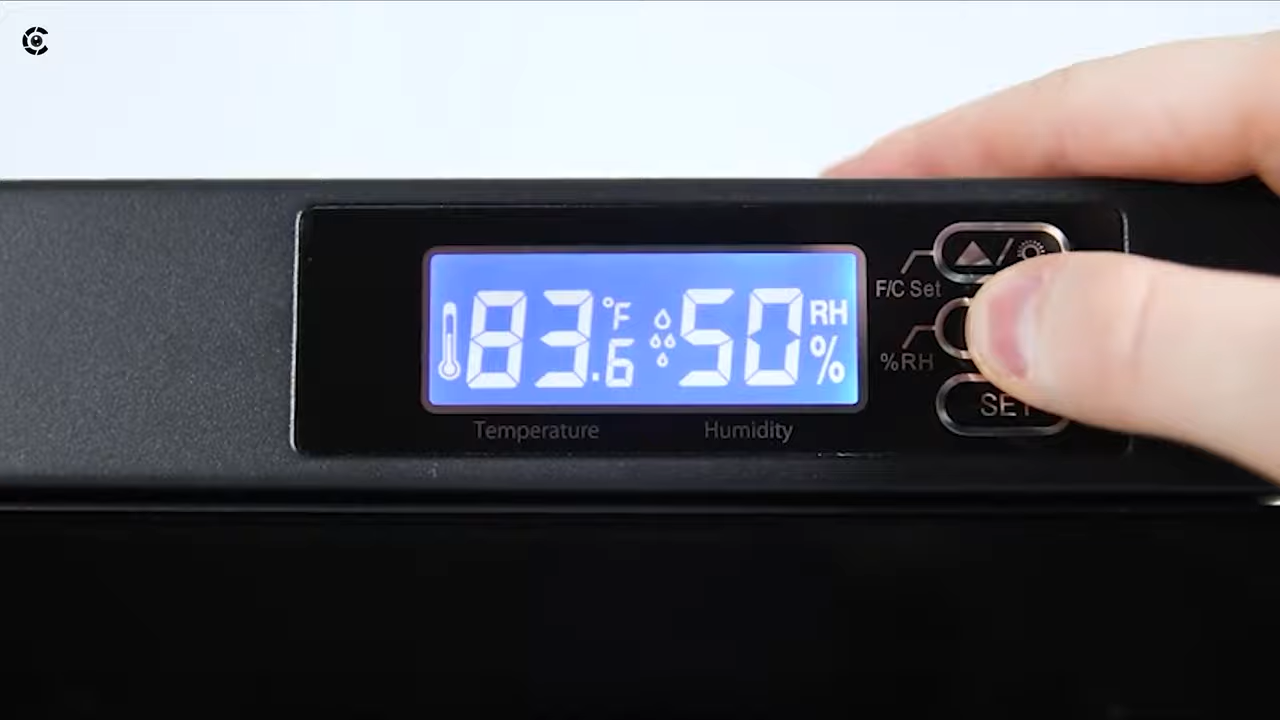 83.6 °F 50 RH %
Temperature Humidity
F/C Set
%RH
SET